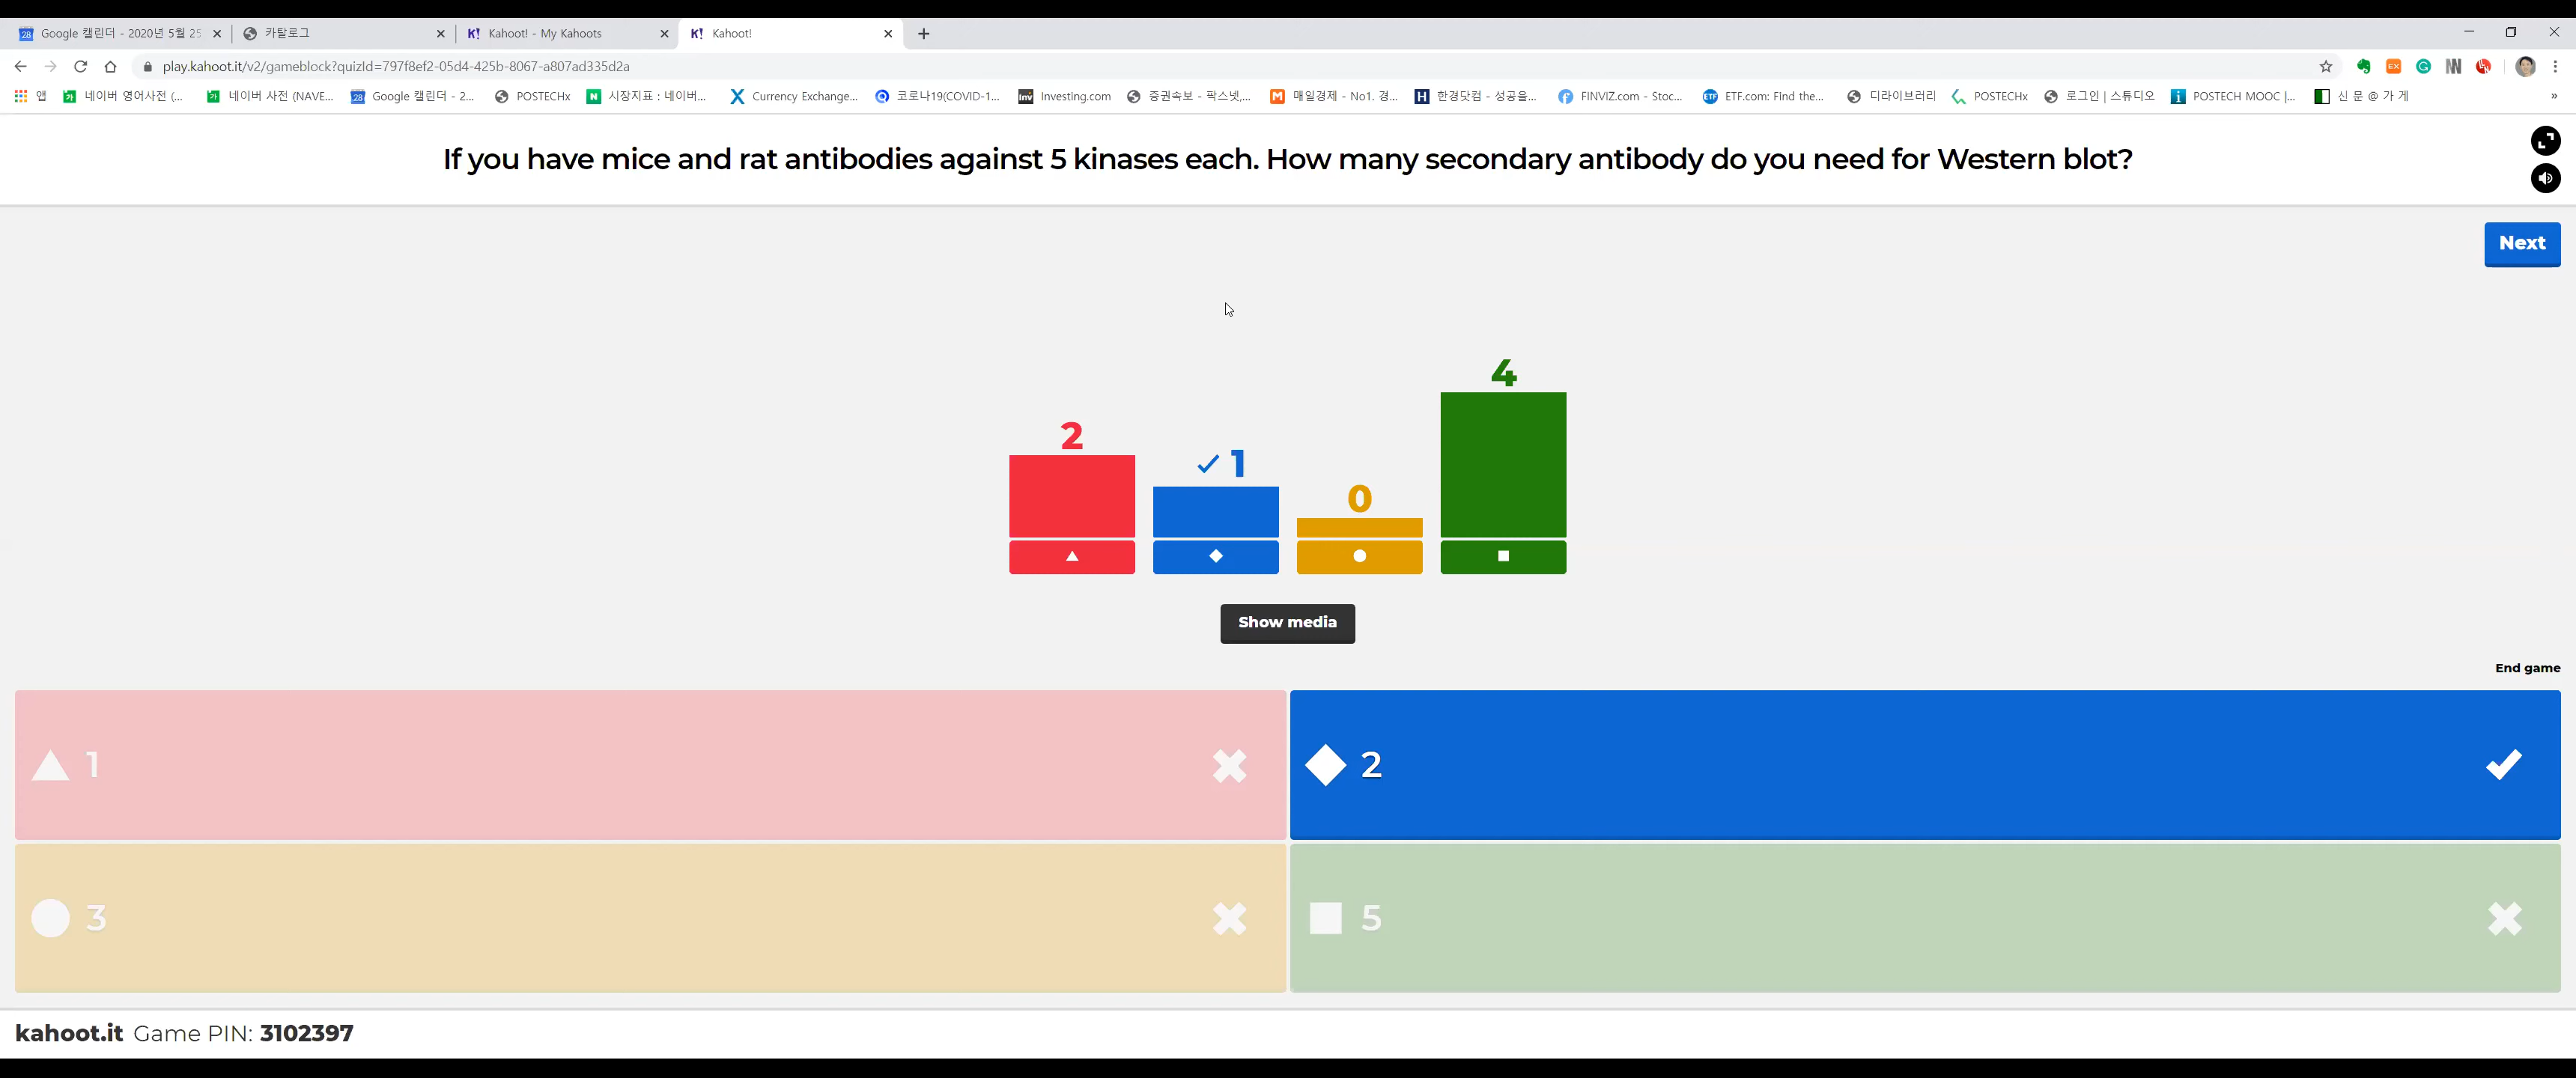 Google 캘린더 - 2020년 5월 25
카탈로그
Kahoot! - My Kahoots
Kahoot!
play.kahoot.it/v2/gameblock?quizId=797f8ef2-05d4-425b-8067-a807ad335d2a
앱
네이버 영어사전 (...
네이버 사전 (NAVE...
Google 캘린더 - 2...
POSTECHx
시장지표 : 네이버...
Currency Exchange...
코로나19(COVID-1...
Investing.com
증권속보 - 팍스넷,...
매일경제 - No1. 경...
한경닷컴 - 성공을...
FINVIZ.com - Stoc...
ETF.com: Find the...
디라이브러리
POSTECHx
로그인 | 스튜디오
POSTECH MOOC |...
신 문 @ 가 게
»
If you have mice and rat antibodies against 5 kinases each. How many secondary antibody do you need for Western blot?
Next
2
1
0
4
Show media
End game
1
2
3
5
kahoot.it Game PIN: 3102397